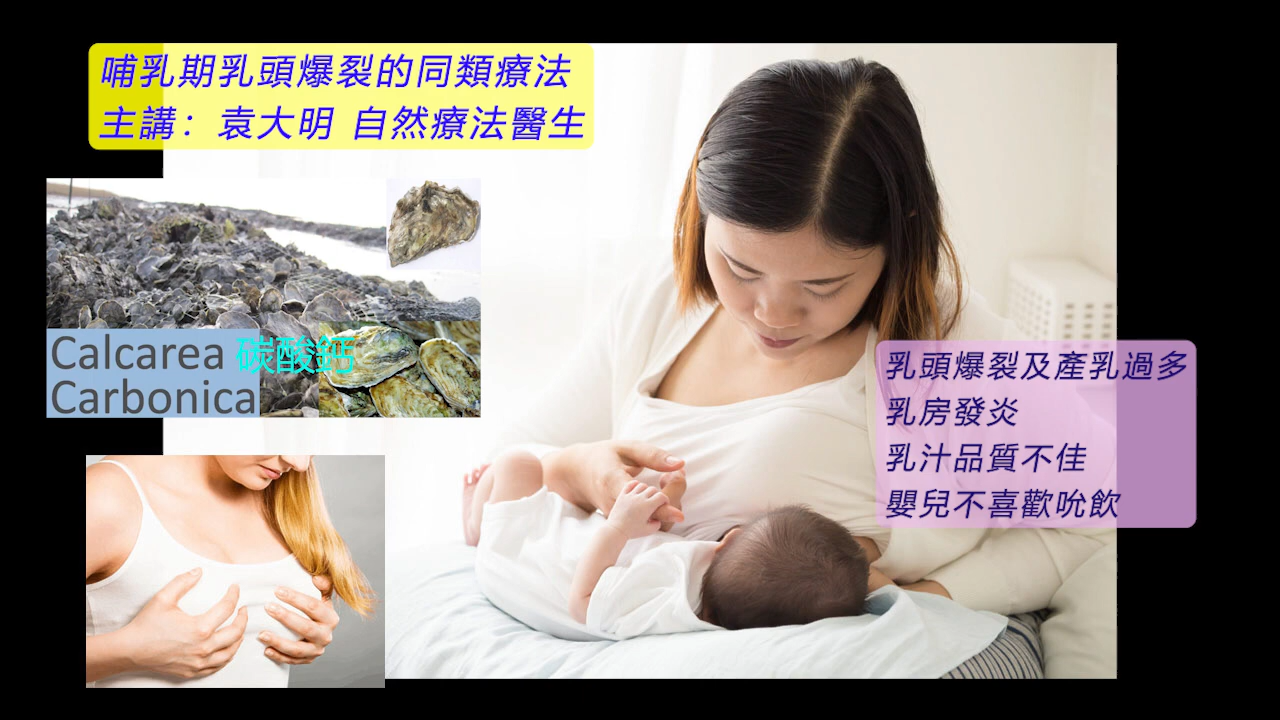 哺乳期乳頭爆裂的同類療法
主講：袁大明 自然療法醫生
Calcarea 碳酸鈣
Carbonica
乳頭爆裂及產乳過多
乳房發炎
乳汁品質不佳
嬰兒不喜歡吮飲